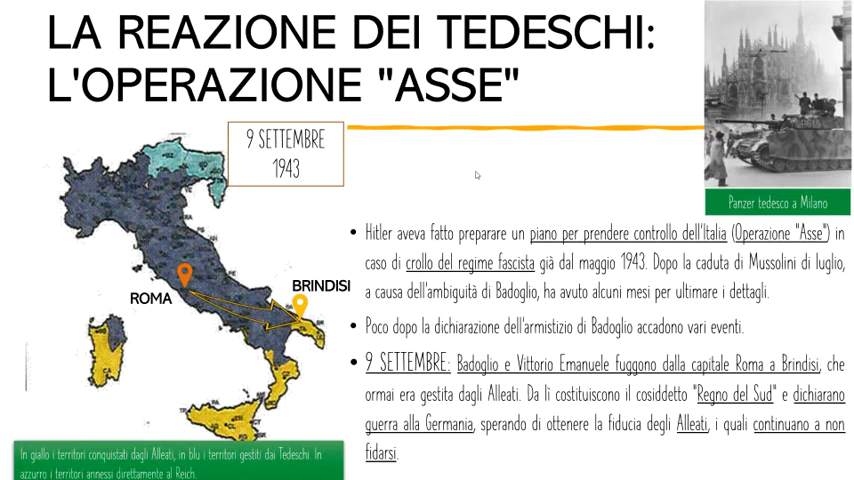 LA REAZIONE DEI TEDESCHI:
L'OPERAZIONE "ASSE"
9 SETTEMBRE
1943
Panzer tedesco a Milano
ROMA
BRINDISI
• Hitler aveva fatto preparare un piano per prendere controllo dell'Italia (Operazione "Asse") in
caso di crollo del regime fascista già dal maggio 1943. Dopo la caduta di Mussolini di luglio,
a causa dell'ambiguità di Badoglio, ha avuto alcuni mesi per ultimare i dettagli.
• Poco dopo la dichiarazione dell'armistizio di Badoglio accadono vari eventi.
• 9 SETTEMBRE: Badoglio e Vittorio Emanuele fuggono dalla capitale Roma a Brindisi, che
ormai era gestita dagli Alleati. Da lì costituiscono il cosiddetto "Regno del Sud" e dichiarano
guerra alla Germania, sperando di ottenere la fiducia degli Alleati, i quali continuano a non
fidarsi.
In giallo i territori conquistati dagli Alleati, in blu i territori gestiti dai Tedeschi. In
azzurro i territori annessi direttamente al Reich.